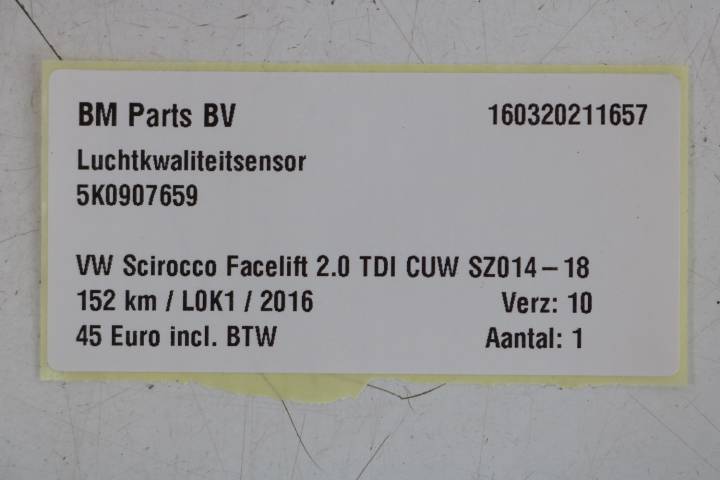 BM Parts BV 160320211657
Luchtkwaliteitsensor
5K0907659
VW Scirocco Facelift 2.0 TDI CUW SZ014-18
152 km / L0K1 / 2016 Verz: 10
45 Euro incl. BTW Aantal: 1